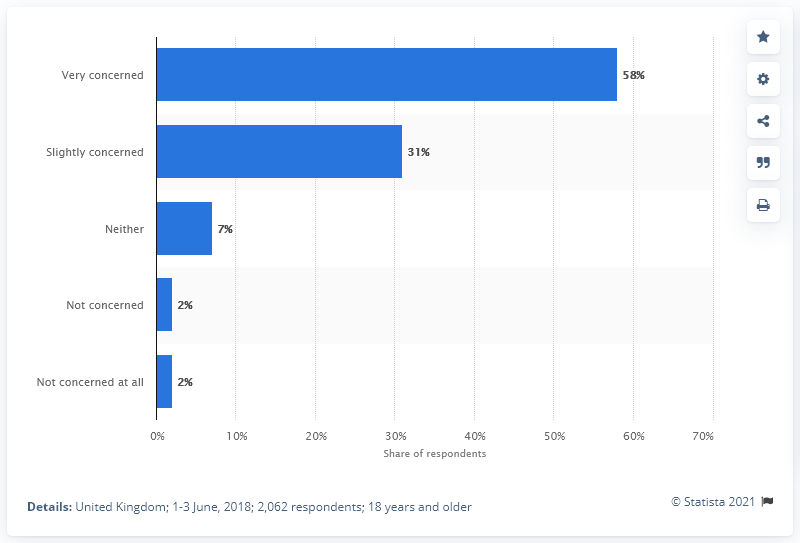 Very concerned
58%
Slightly concerned
31%
Neither
7%
Not concerned
2%
Not concerned at all
2%
0% 10% 20% 30% 40% 50% 60% 70%
Share of respondents
© Statista 2021
Details: United Kingdom; 1-3 June, 2018; 2,062 respondents; 18 years and older